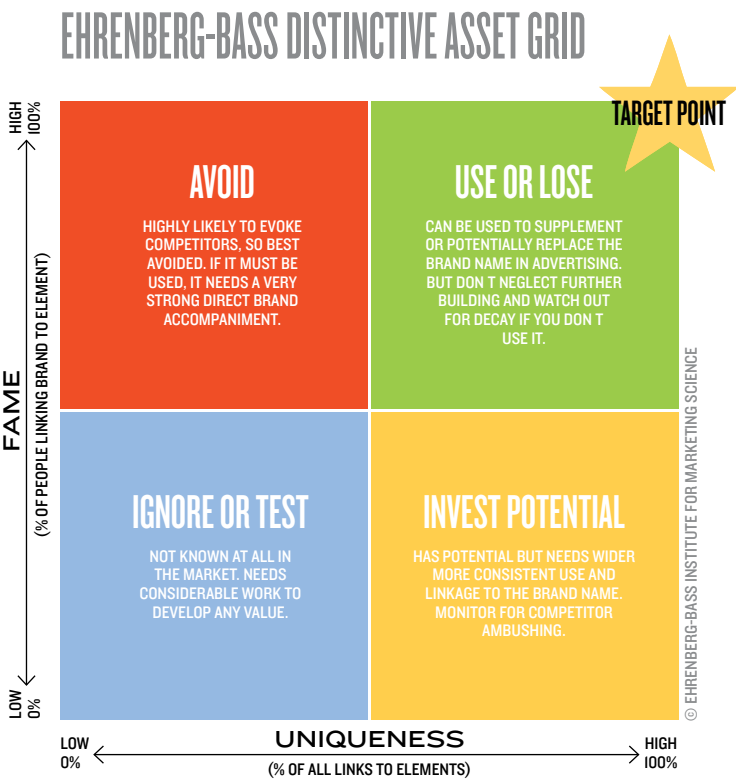 EHRENBERG-BASS DISTINCTIVE ASSET GRID
TARGET POINT
HIGH
100%
AVOID
HIGHLY LIKELY TO EVOKE
COMPETITORS, SO BEST
AVOIDED. IF IT MUST BE
USED, IT NEEDS A VERY
STRONG DIRECT BRAND
ACCOMPANIMENT.
USE OR LOSE
CAN BE USED TO SUPPLEMENT
OR POTENTIALLY REPLACE THE
BRAND NAME IN ADVERTISING.
BUT DON T NEGLECT FURTHER
BUILDING AND WATCH OUT
FOR DECAY IF YOU DON T
USE IT.
FAME
(% OF PEOPLE LINKING BRAND TO ELEMENT)
IGNORE OR TEST
NOT KNOWN AT ALL IN
THE MARKET. NEEDS
CONSIDERABLE WORK TO
DEVELOP ANY VALUE.
INVEST POTENTIAL
HAS POTENTIAL BUT NEEDS WIDER
MORE CONSISTENT USE AND
LINKAGE TO THE BRAND NAME.
MONITOR FOR COMPETITOR
AMBUSHING.
© EHRENBERG-BASS INSTITUTE FOR MARKETING SCIENCE
LOW
0%
LOW
0%
UNIQUENESS
(% OF ALL LINKS TO ELEMENTS)
HIGH
100%